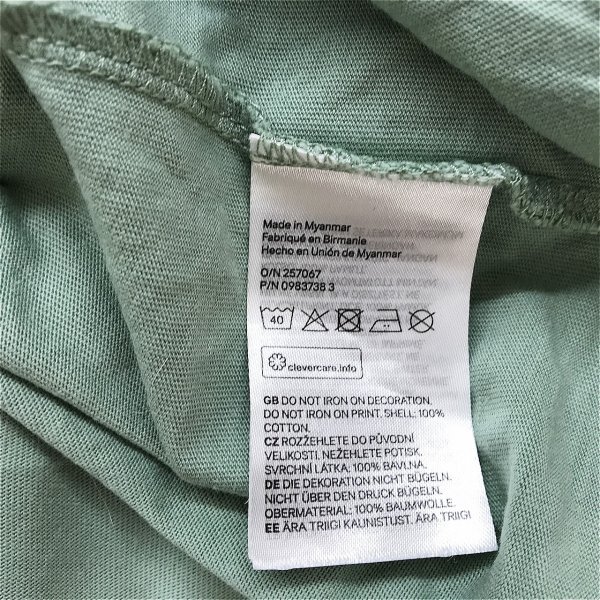 Made in Myanmar
Fabriqué en Birmanie
Hecho en Unión de Myanmar
O/N 257067
P/N 0983738 3
40
clevercare.info
GB DO NOT IRON ON DECORATION.
DO NOT IRON ON PRINT. SHELL: 100%
COTTON.
CZ ROZŽEHLETE DO PŮVODNÍ
VELIKOSTI. NEŽEHLETE POTISK.
SVRCHNÍ LÁTKA: 100% BAVLNA.
DE DIE DEKORATION NICHT BÜGELN.
NICHT ÜBER DEN DRUCK BÜGELN.
OBERMATERIAL: 100% BAUMWOLLE.
EE ÄRA TRIIGI KAUNISTUST. ÄRA TRIIGI